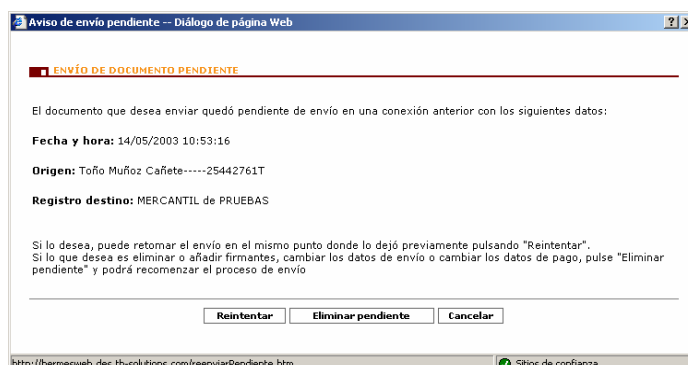 Aviso de envío pendiente -- Diálogo de página Web
ENVÍO DE DOCUMENTO PENDIENTE
El documento que desea enviar quedó pendiente de envío en una conexión anterior con los siguientes datos:
Fecha y hora: 14/05/2003 10:53:16
Origen: Toño Muñoz Cañete-----25442761T
Registro destino: MERCANTIL de PRUEBAS
Si lo desea, puede retomar el envío en el mismo punto donde lo dejó previamente pulsando "Reintentar".
Si lo que desea es eliminar o añadir firmantes, cambiar los datos de envío o cambiar los datos de pago, pulse "Eliminar
pendiente" y podrá recomenzar el proceso de envío
Reintentar Eliminar pendiente Cancelar
http://hermesweb.des.tb-solutions.com/reenviarPendiente.htm Sitios de confianza